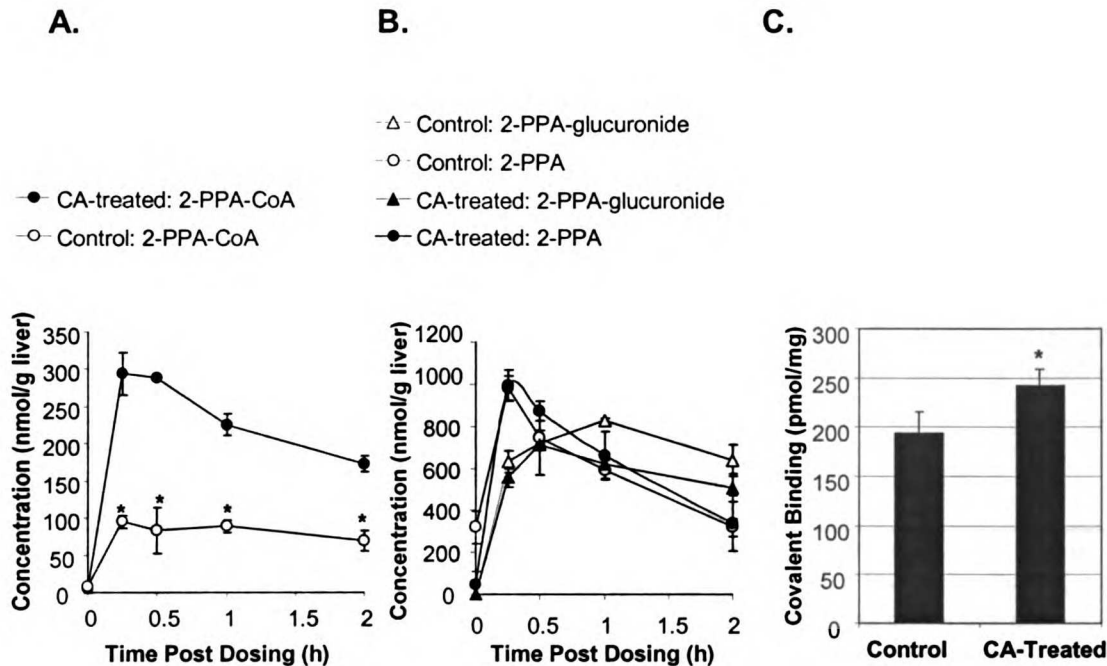 A.
B.
C.
Control: 2-PPA-glucuronide
Control: 2-PPA
CA-treated: 2-PPA-CoA
CA-treated: 2-PPA-glucuronide
Control: 2-PPA-CoA
CA-treated: 2-PPA
Concentration (nmol/g liver)
350
300
250
200
150
100
50
0
* * * *
0 0.5 1 2
Time Post Dosing (h)
Concentration (nmol/g liver)
1200
1000
800
600
400
200
0
0 0.5 1 2
Time Post Dosing (h)
Covalent Binding (pmol/mg)
300
250
200
150
100
50
0
*
Control CA-Treated